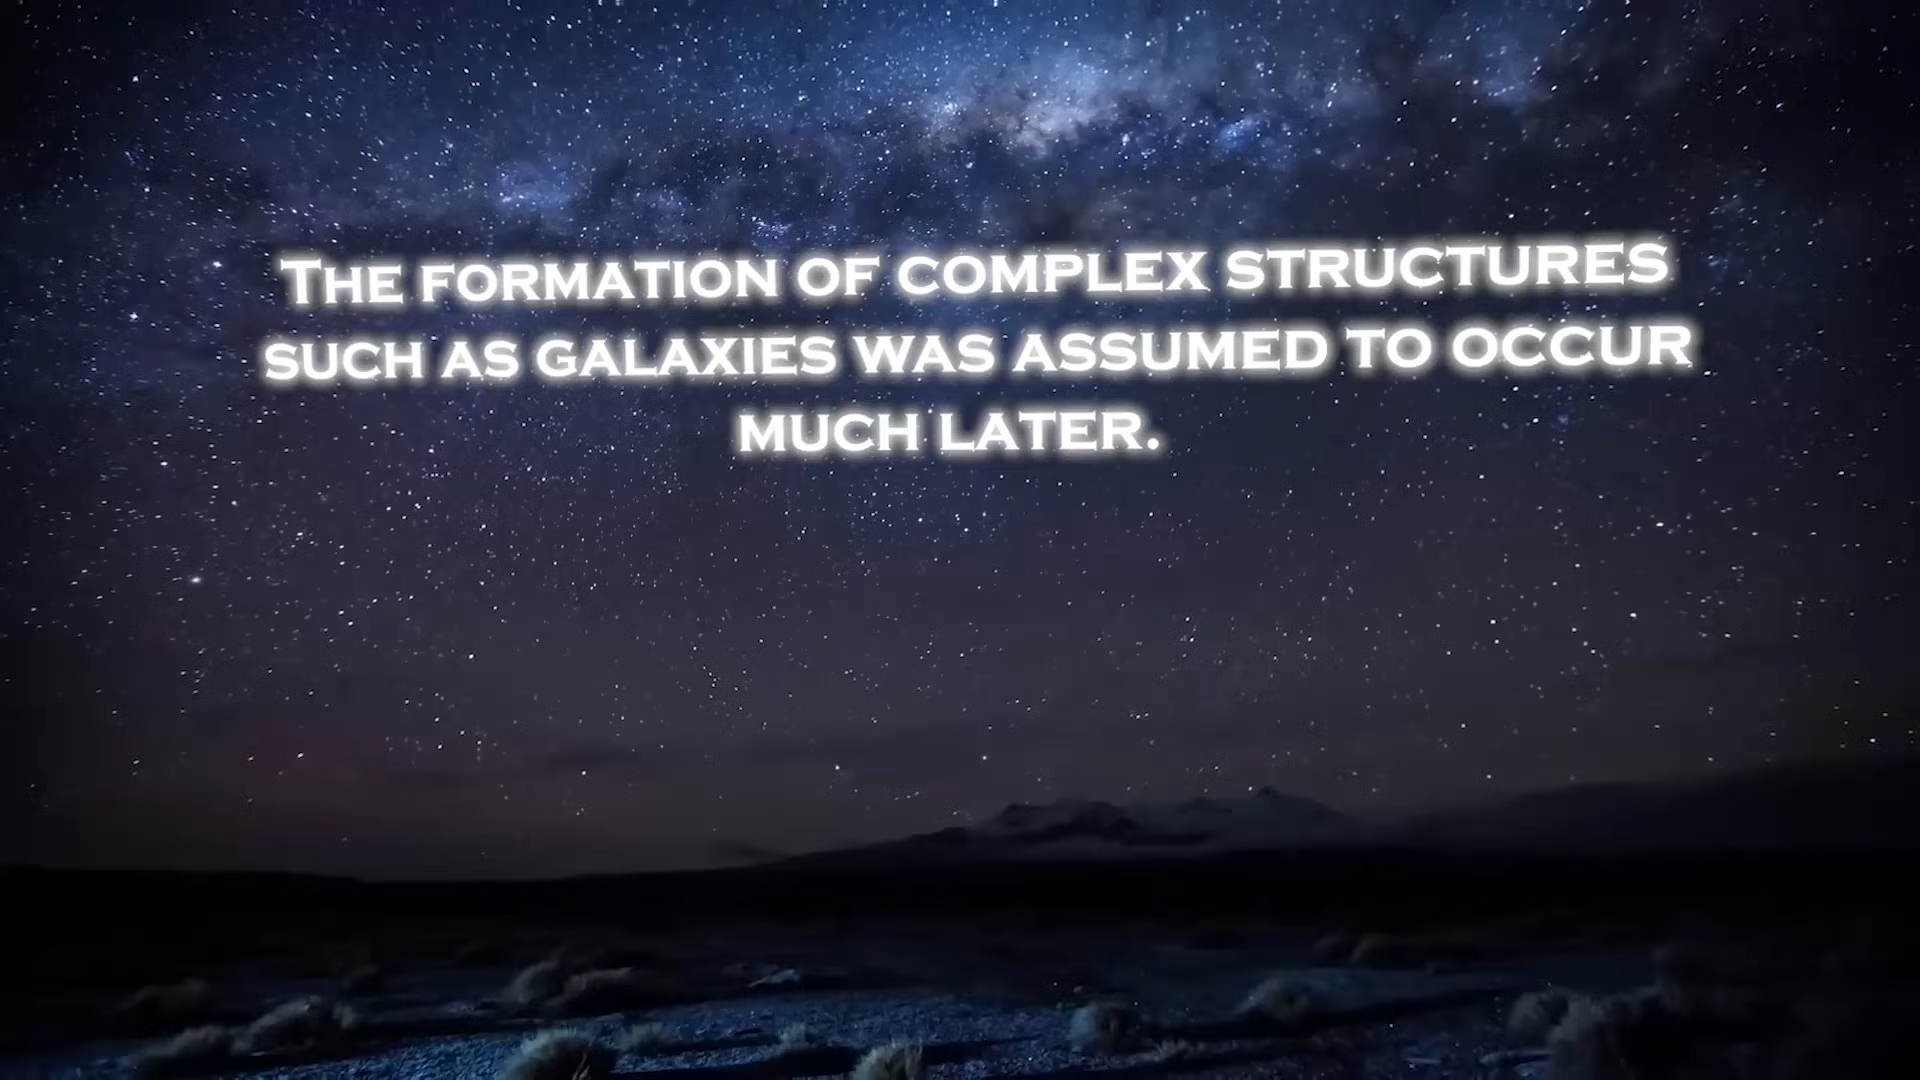 The formation of complex structures
such as galaxies was assumed to occur
much later.